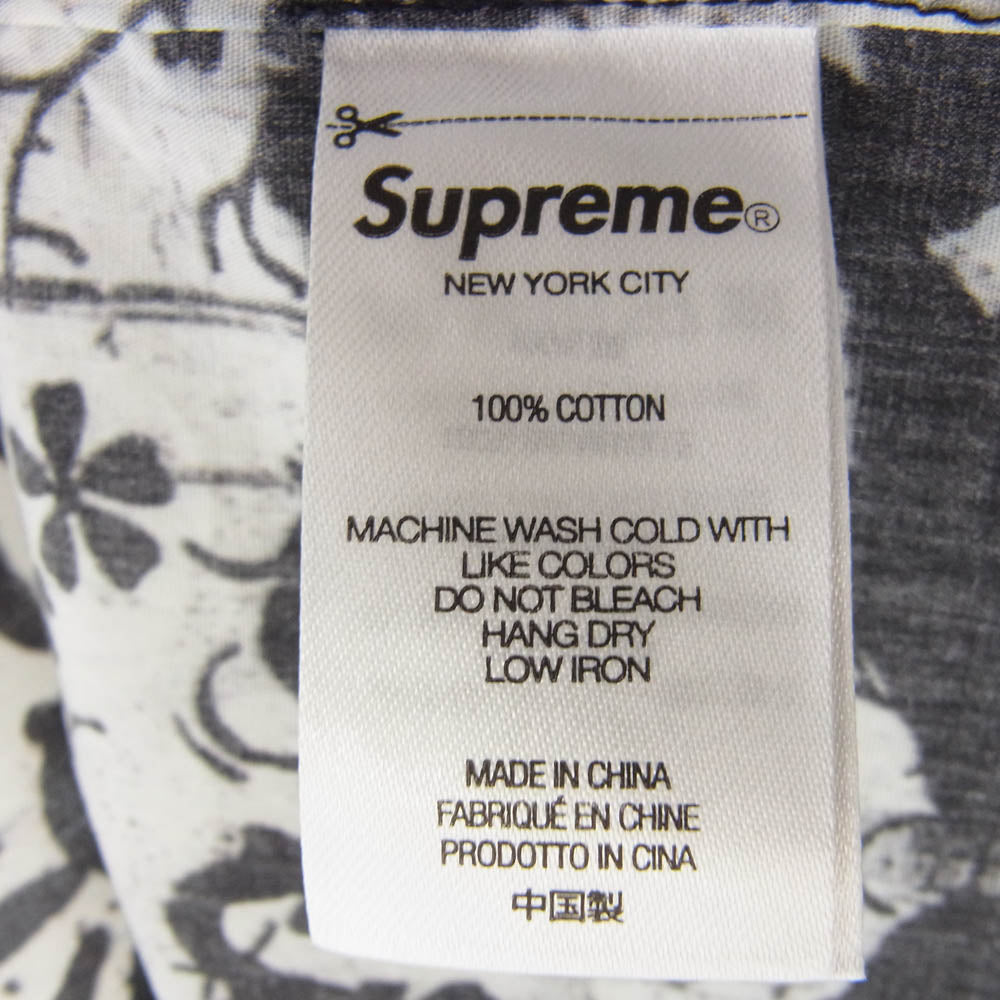 Supreme®
NEW YORK CITY
100% COTTON
MACHINE WASH COLD WITH
LIKE COLORS
DO NOT BLEACH
HANG DRY
LOW IRON
MADE IN CHINA
FABRIQUÉ EN CHINE
PRODOTTO IN CINA
中国製